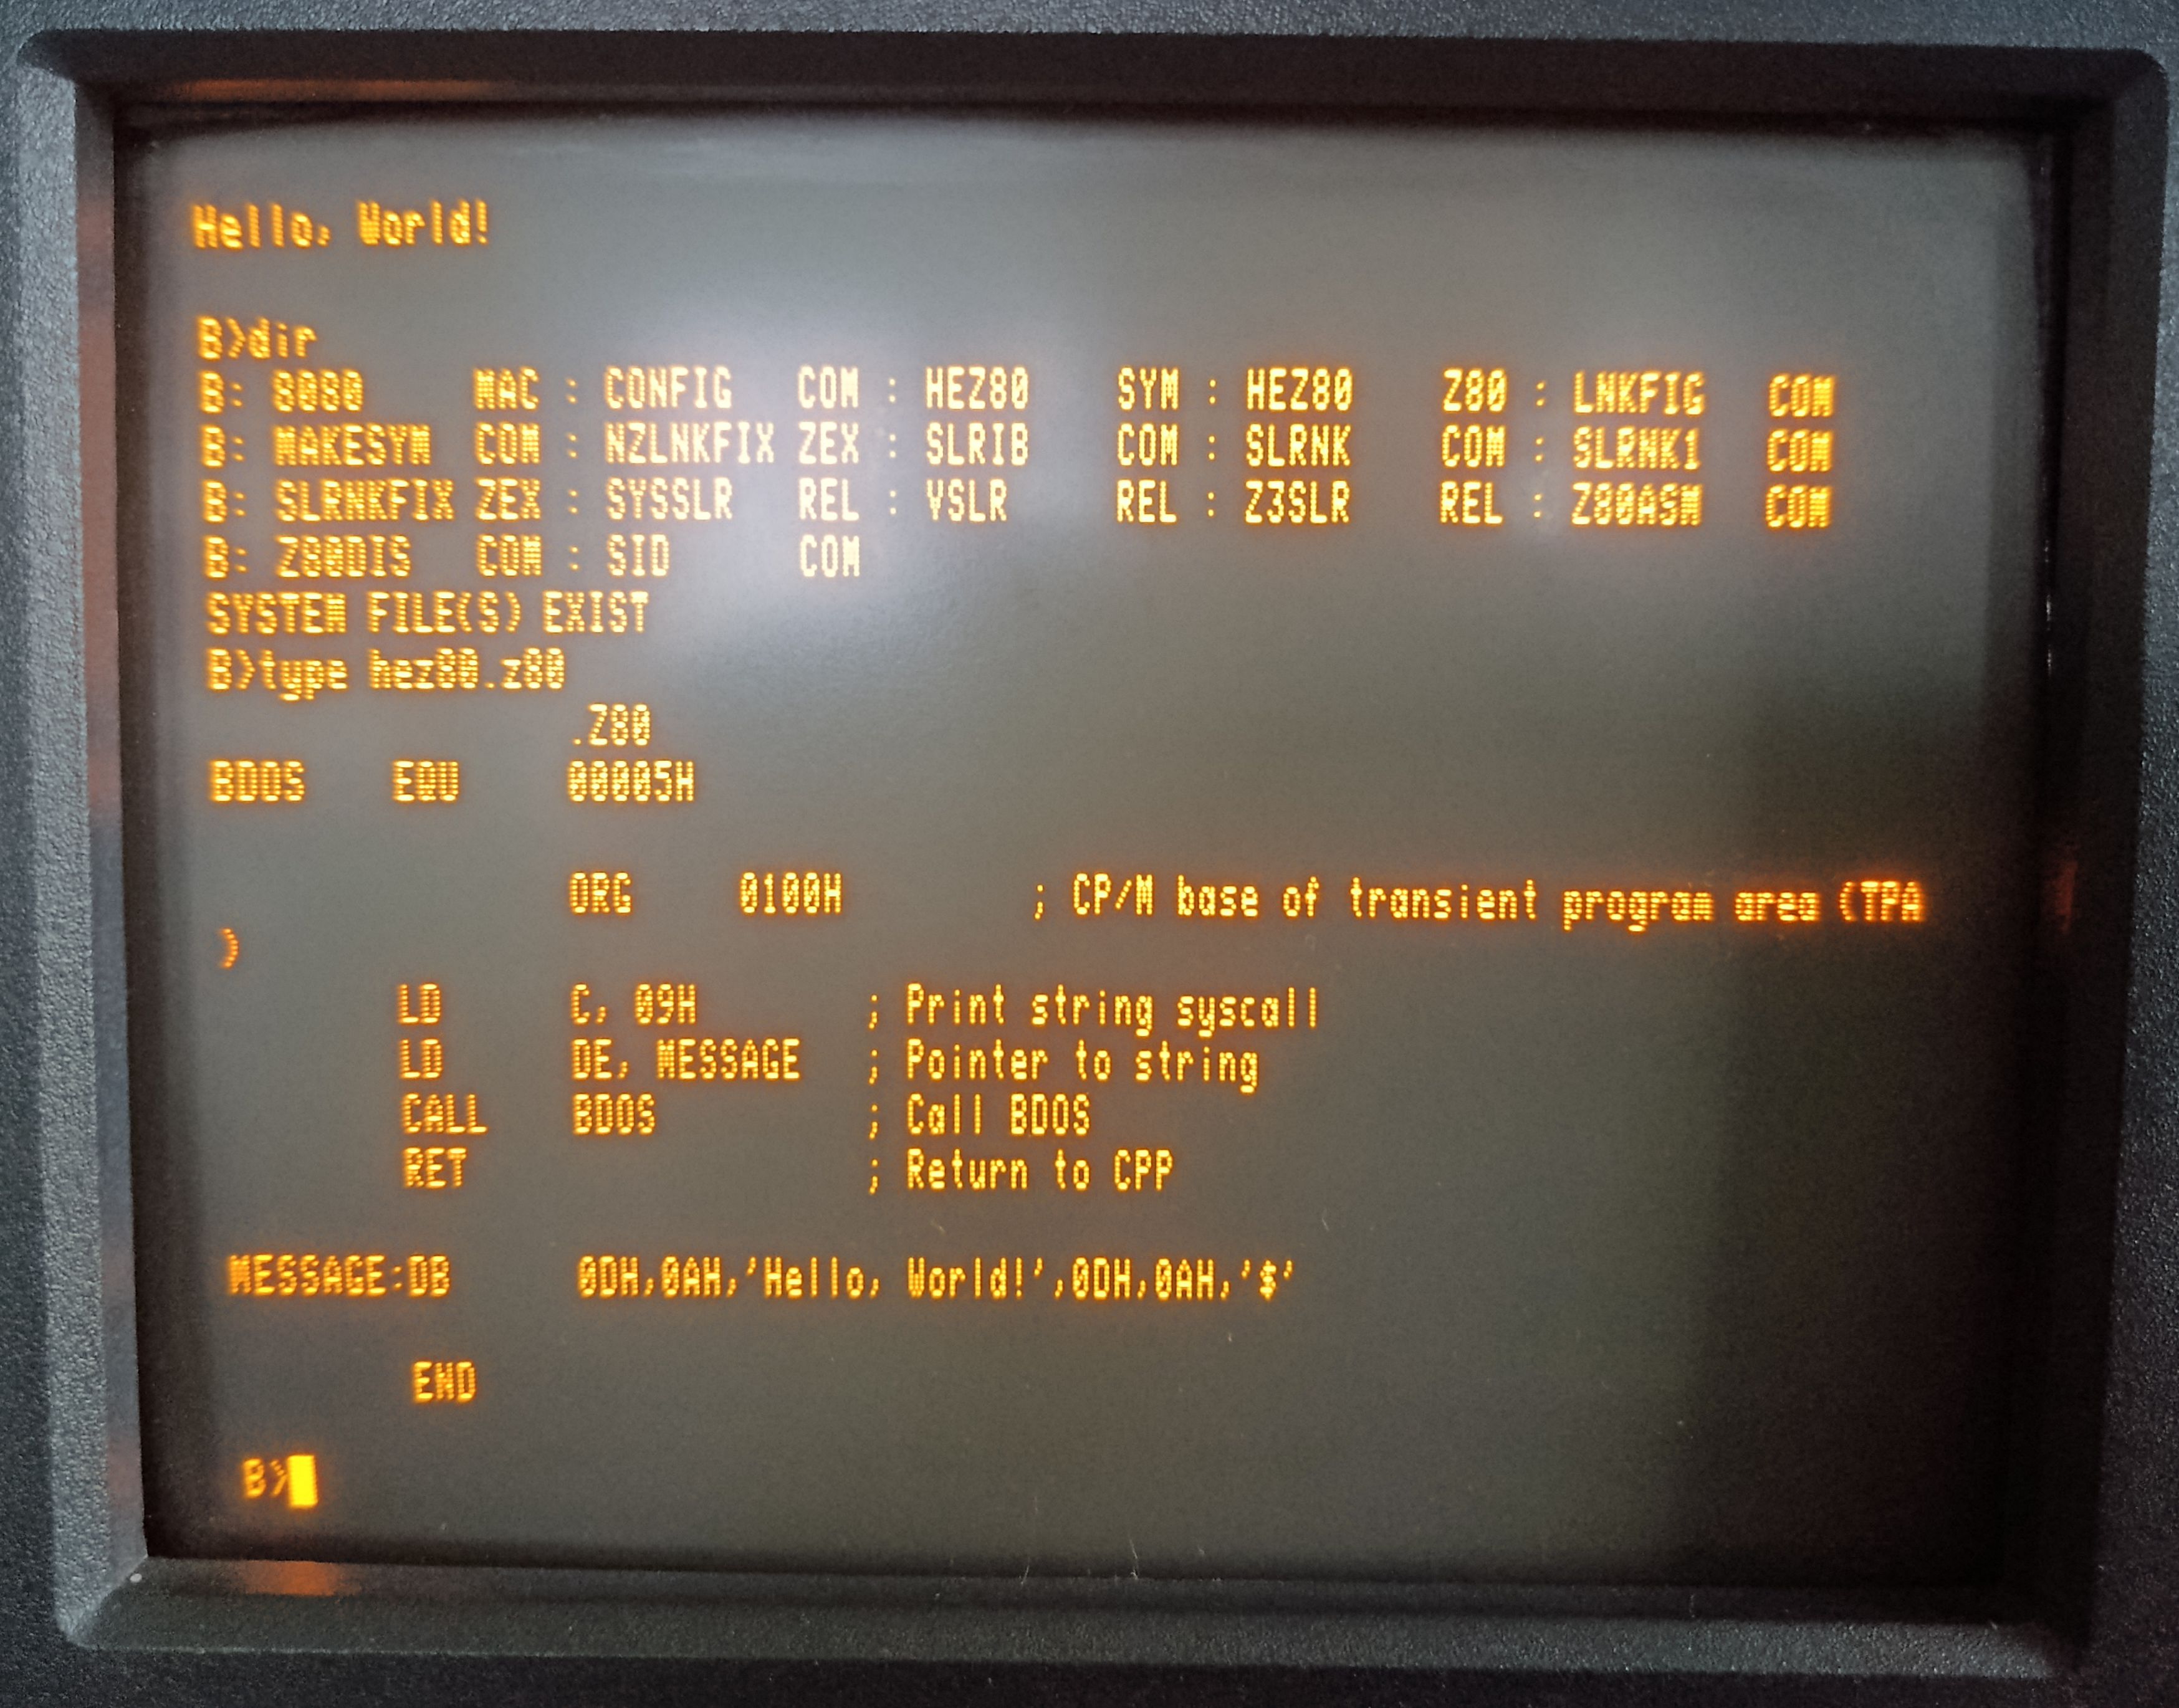 Hello, World!
B>dir
B: 8080     MAC : CONFIG   COM : HEZ80    SYM : HEZ80    Z80 : LNKFIG   COM
B: MAKESYM  COM : NZLNKFIX ZEX : SLRIB    COM : SLRNK    COM : SLRNK1   COM
B: SLRNKFIX ZEX : SYSSLR   REL : VSLR     REL : Z3SLR    REL : Z80ASM   COM
B: Z80DIS   COM : SID      COM
SYSTEM FILE(S) EXIST
B>type hez80.z80
.Z80
BDOS    EQU     00005H
ORG     0100H         ; CP/M base of transient program area (TPA
)
LD      C, 09H        ; Print string syscall
LD      DE, MESSAGE   ; Pointer to string
CALL    BDOS          ; Call BDOS
RET                   ; Return to CPP
MESSAGE:DB      0DH,0AH,'Hello, World!',0DH,0AH,'$'
END
B>